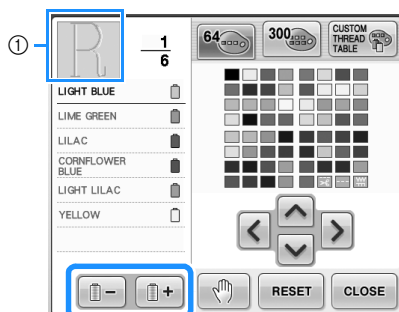 ①
R
1
6
64
300
CUSTOM
THREAD
TABLE
LIGHT BLUE
LIME GREEN
LILAC
CORNFLOWER
BLUE
LIGHT LILAC
YELLOW
−
+
RESET
CLOSE